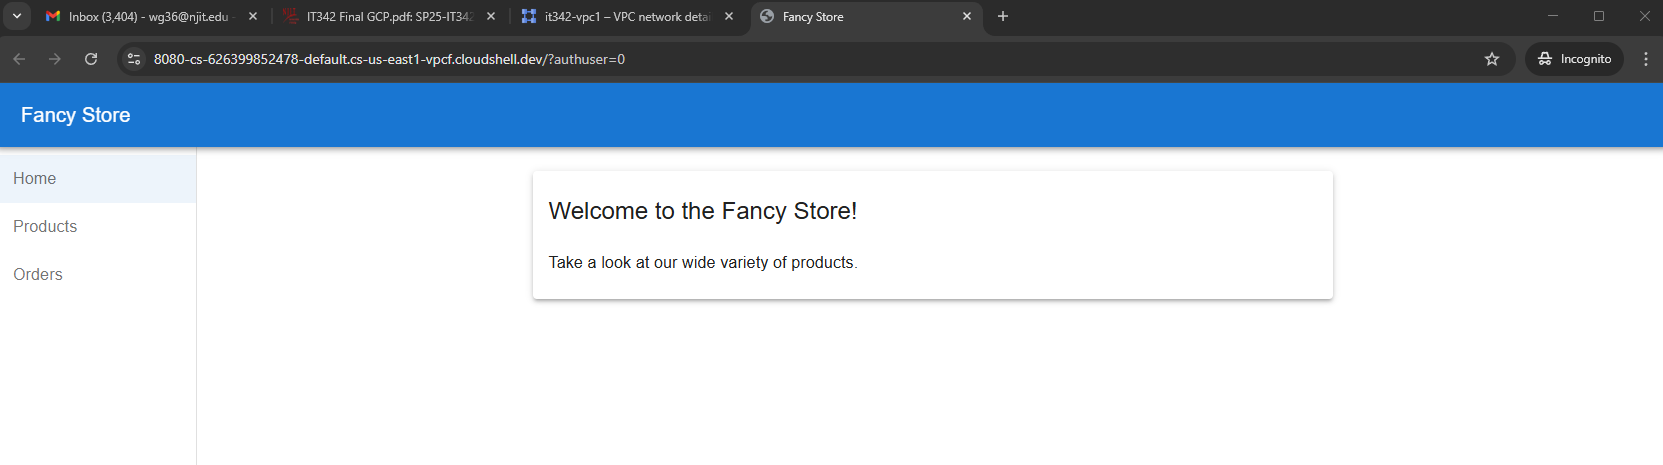 Inbox (3,404) - wg36@njit.edu -
IT342 Final GCP.pdf: SP25-IT342
it342-vpc1 – VPC network detai
Fancy Store
8080-cs-626399852478-default.cs-us-east1-vpcf.cloudshell.dev/?authuser=0
Incognito
Fancy Store
Home
Products
Orders
Welcome to the Fancy Store!
Take a look at our wide variety of products.